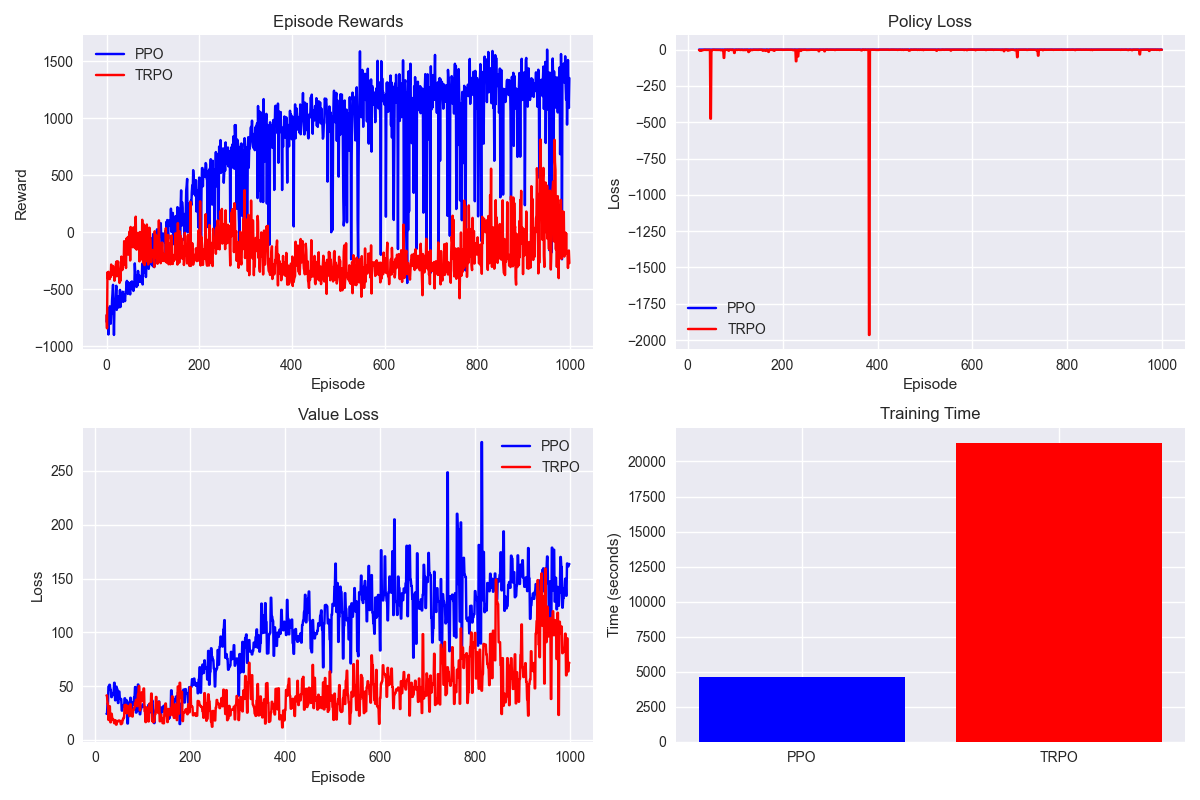 Episode Rewards
PPO
TRPO
1500
1000
500
0
−500
−1000
Reward
0
200
400
600
800
1000
Episode
Policy Loss
0
−250
−500
−750
−1000
−1250
−1500
−1750
−2000
Loss
PPO
TRPO
0
200
400
600
800
1000
Episode
Value Loss
PPO
TRPO
250
200
150
100
50
0
Loss
0
200
400
600
800
1000
Episode
Training Time
20000
17500
15000
12500
10000
7500
5000
2500
0
Time (seconds)
PPO
TRPO